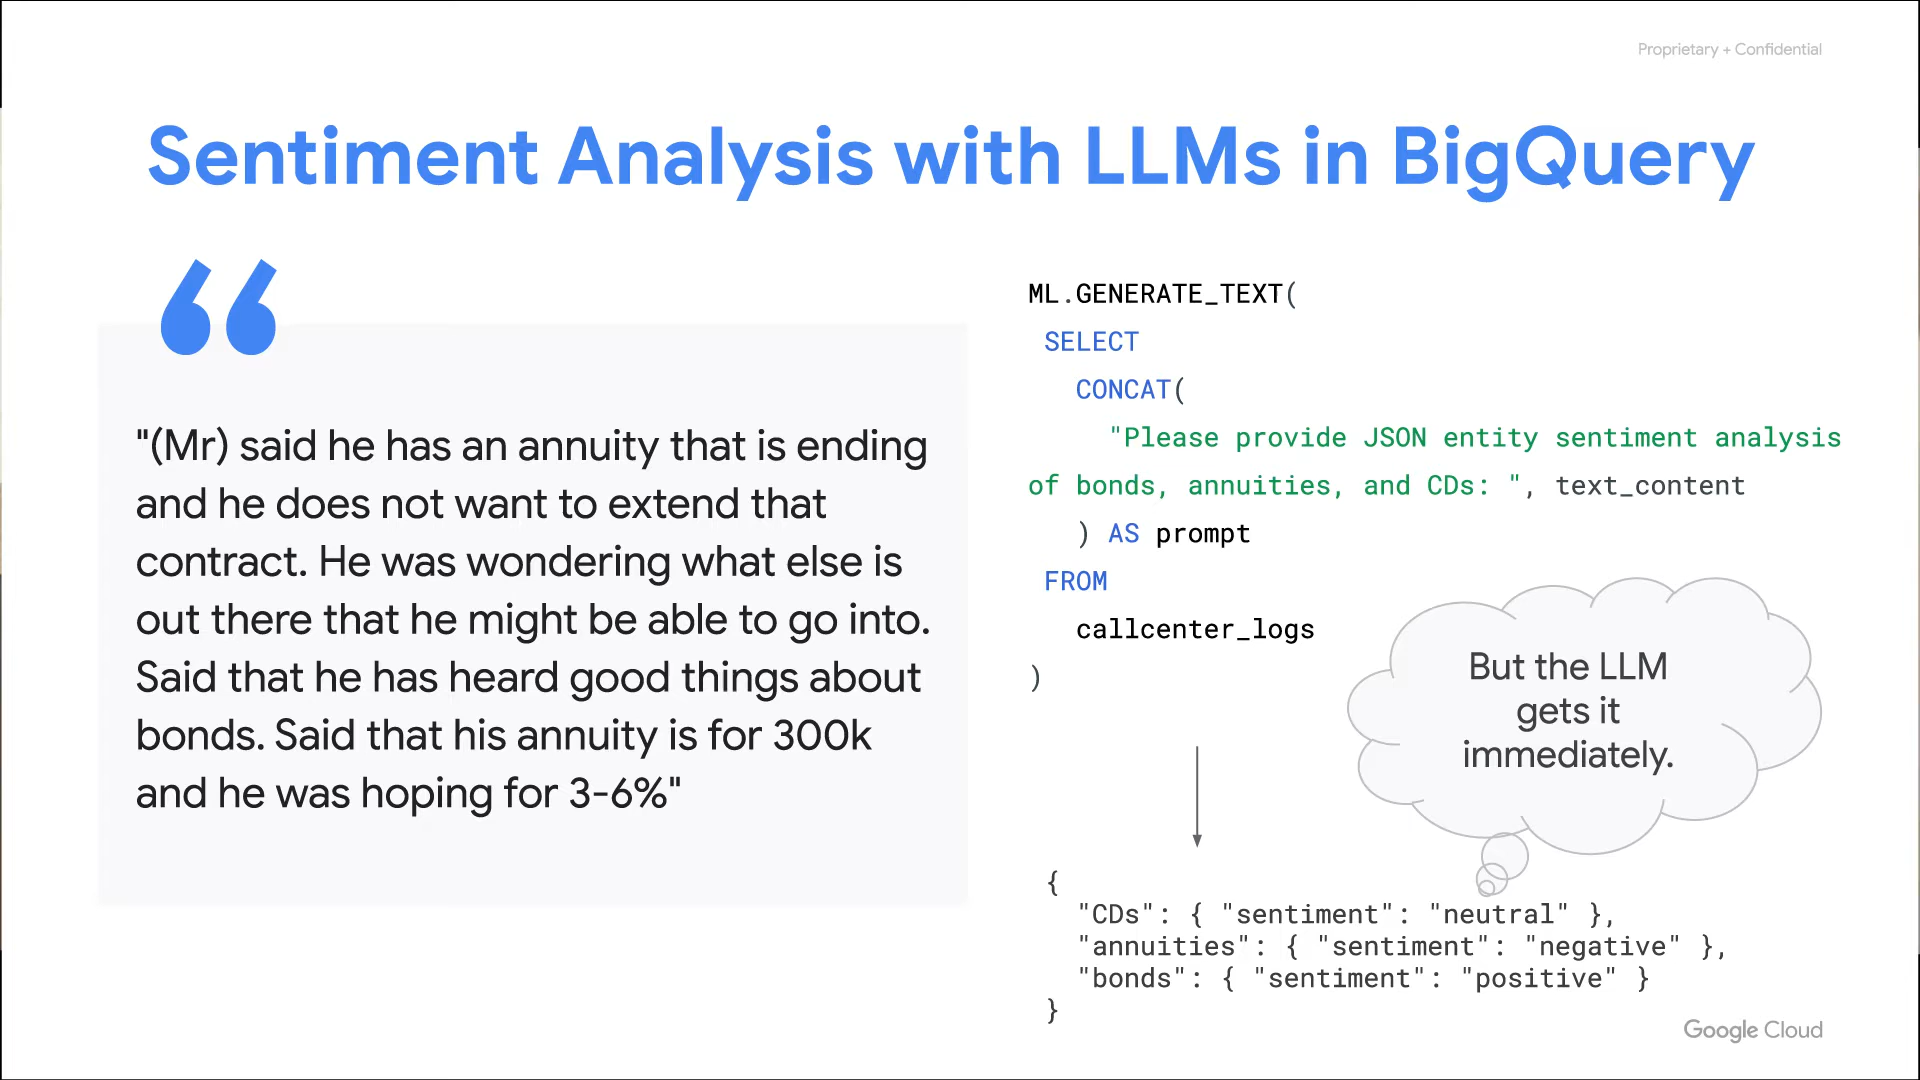 Proprietary + Confidential
Sentiment Analysis with LLMs in BigQuery
"(Mr) said he has an annuity that is ending
and he does not want to extend that
contract. He was wondering what else is
out there that he might be able to go into.
Said that he has heard good things about
bonds. Said that his annuity is for 300k
and he was hoping for 3-6%"
ML.GENERATE_TEXT(
SELECT
CONCAT(
"Please provide JSON entity sentiment analysis
of bonds, annuities, and CDs: ", text_content
) AS prompt
FROM
callcenter_logs
)
But the LLM
gets it
immediately.
{
"CDs": { "sentiment": "neutral" },
"annuities": { "sentiment": "negative" },
"bonds": { "sentiment": "positive" }
}
Google Cloud